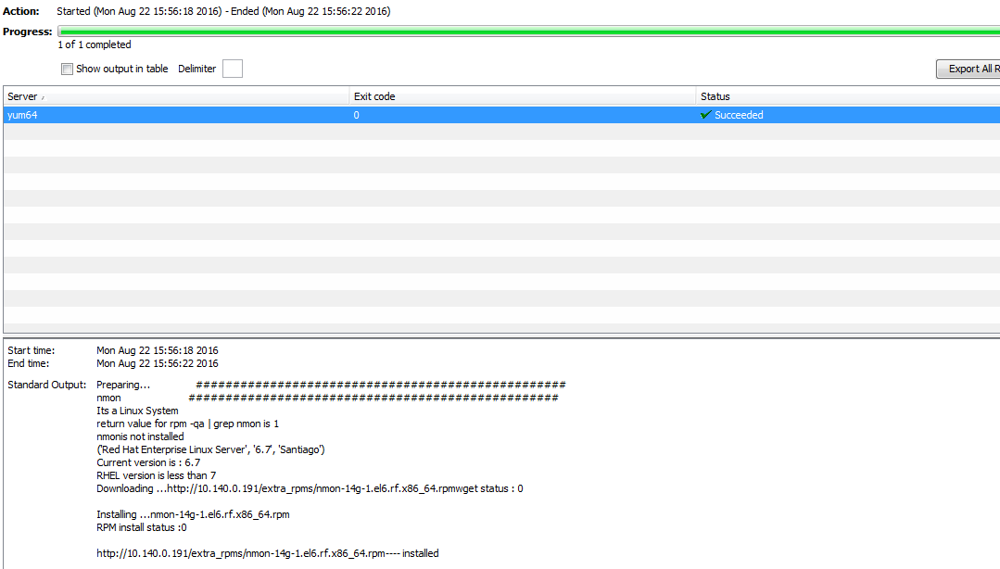 Action: Started (Mon Aug 22 15:56:18 2016) - Ended (Mon Aug 22 15:56:22 2016)
Progress:
1 of 1 completed
Show output in table Delimiter Export All R
Server Exit code Status
yum64 0 Succeeded
Start time: Mon Aug 22 15:56:18 2016
End time: Mon Aug 22 15:56:22 2016
Standard Output: Preparing... ##################################################
nmon ##################################################
Its a Linux System
return value for rpm -qa | grep nmon is 1
nmonis not installed
('Red Hat Enterprise Linux Server', '6.7', 'Santiago')
Current version is : 6.7
RHEL version is less than 7
Downloading ...http://10.140.0.191/extra_rpms/nmon-14g-1.el6.rf.x86_64.rpmwget status : 0
Installing ...nmon-14g-1.el6.rf.x86_64.rpm
RPM install status :0
http://10.140.0.191/extra_rpms/nmon-14g-1.el6.rf.x86_64.rpm---- installed